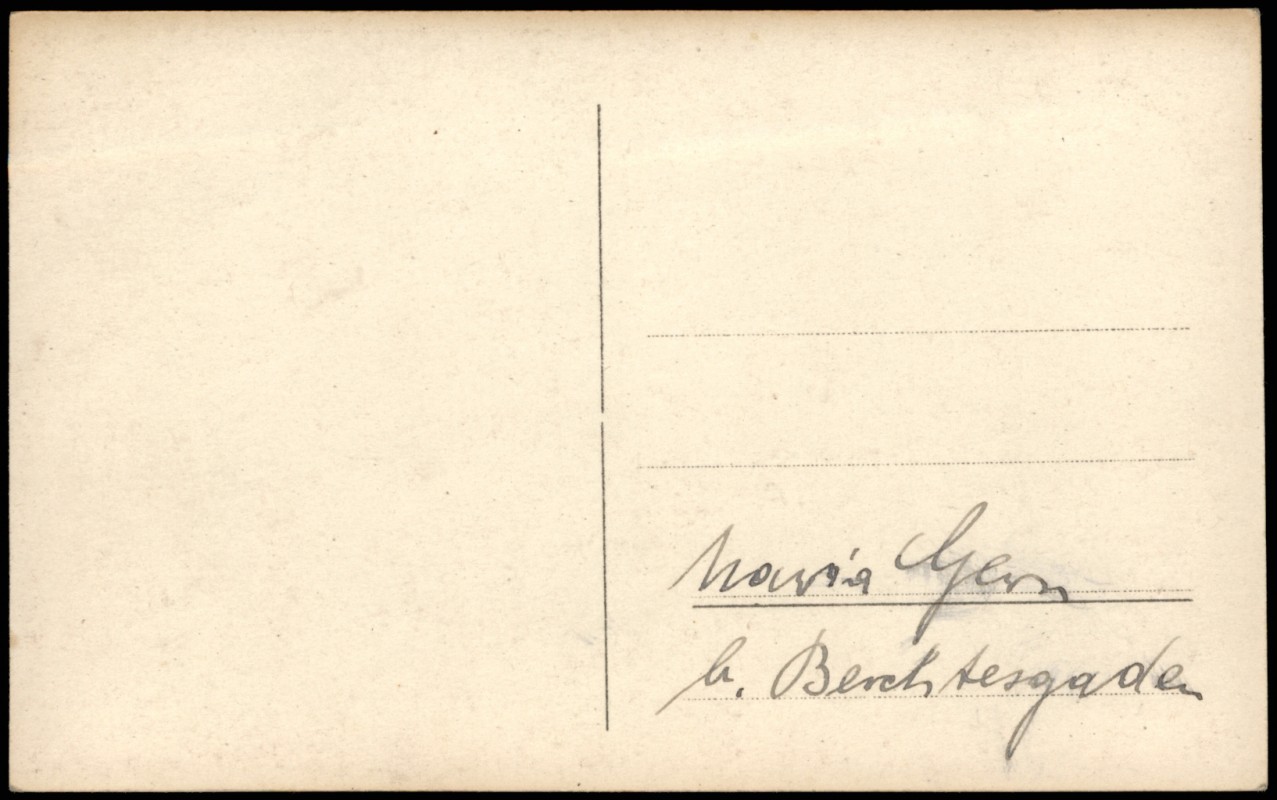 Maria Gern
b. Berchtesgaden